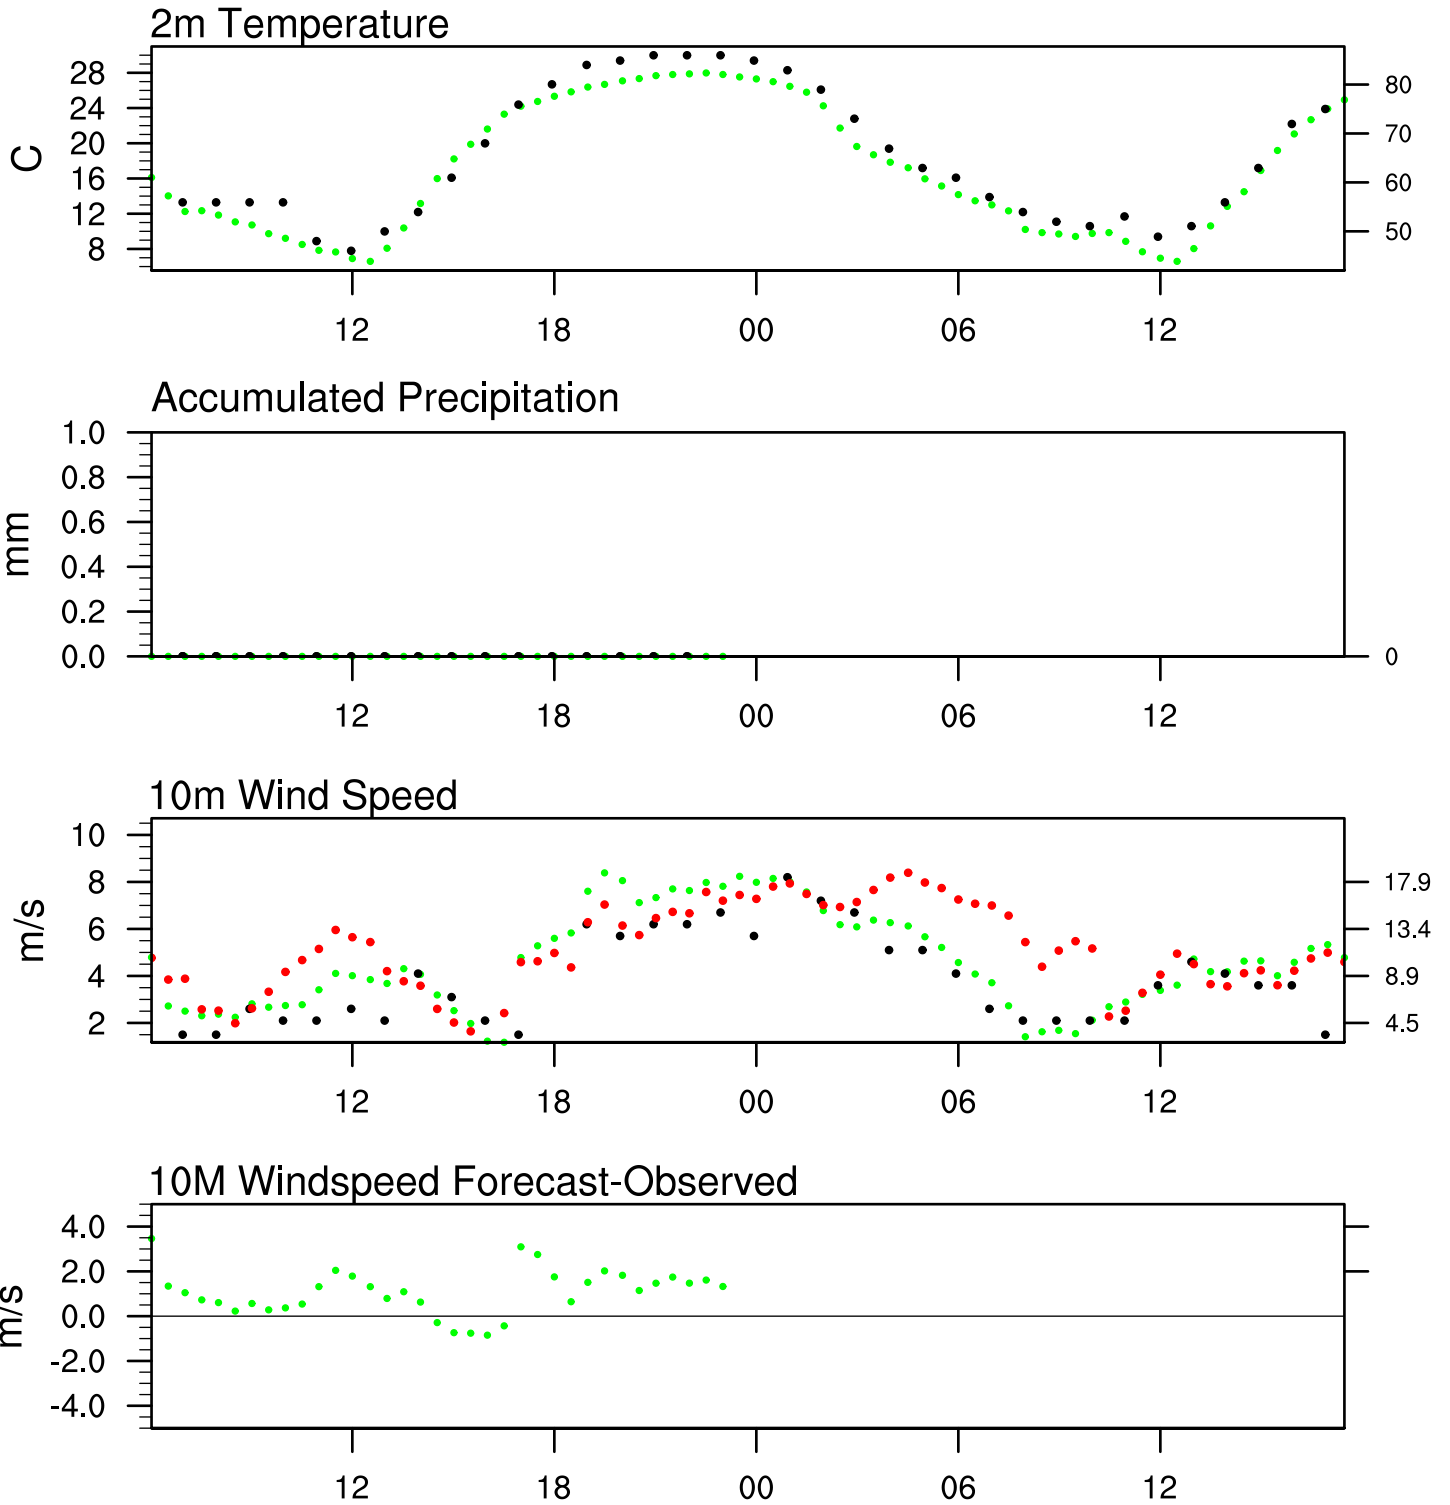 2m Temperature
28
24
20
16
12
8
C
80
70
60
50
12 18 00 06 12
Accumulated Precipitation
1.0
0.8
0.6
0.4
0.2
0.0
mm
0
12 18 00 06 12
10m Wind Speed
10
8
6
4
2
m/s
17.9
13.4
8.9
4.5
12 18 00 06 12
10M Windspeed Forecast-Observed
4.0
2.0
0.0
-2.0
-4.0
m/s
12 18 00 06 12